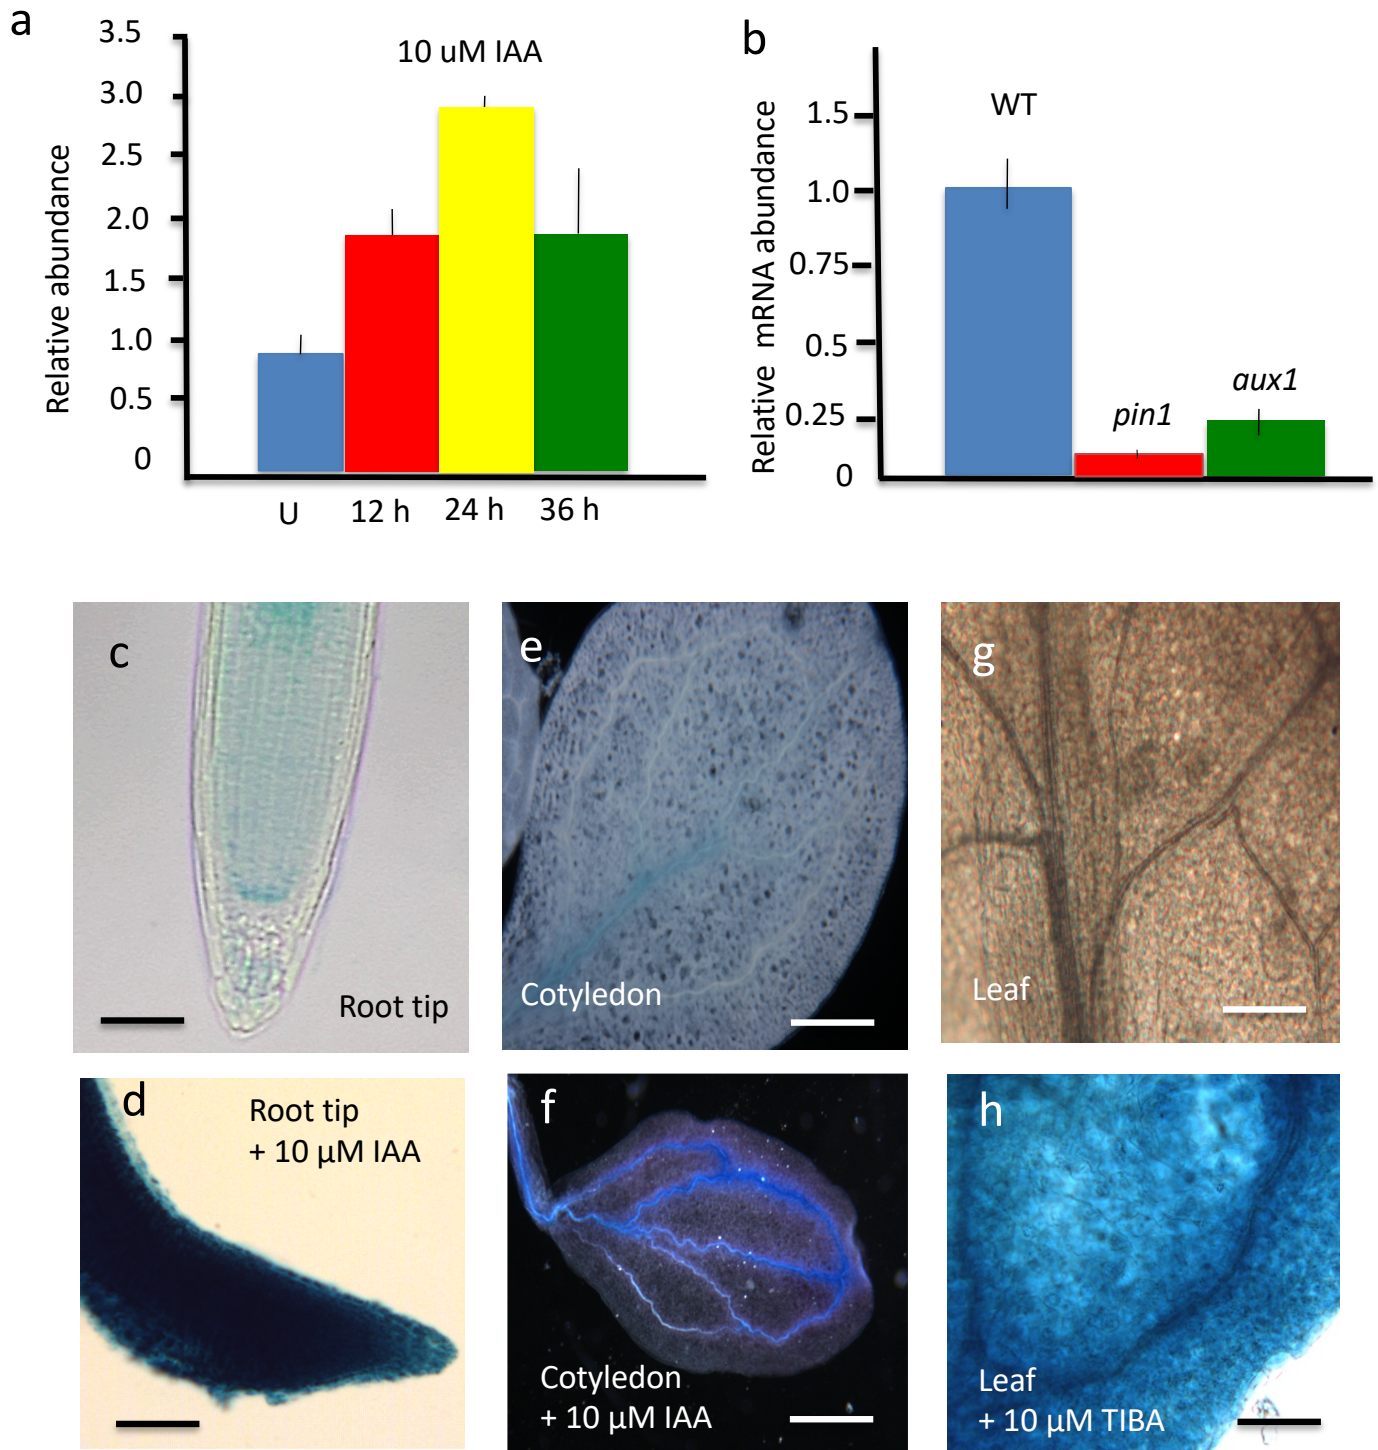 a
3.5
3.0
2.5
2.0
1.5
1.0
0.5
0
Relative abundance
10 uM IAA
U
12 h
24 h
36 h
b
1.5
1.0
0.75
0.5
0.25
0
Relative mRNA abundance
WT
pin1
aux1
c
Root tip
e
Cotyledon
g
Leaf
d
Root tip
+ 10 µM IAA
f
Cotyledon
+ 10 µM IAA
h
Leaf
+ 10 µM TIBA